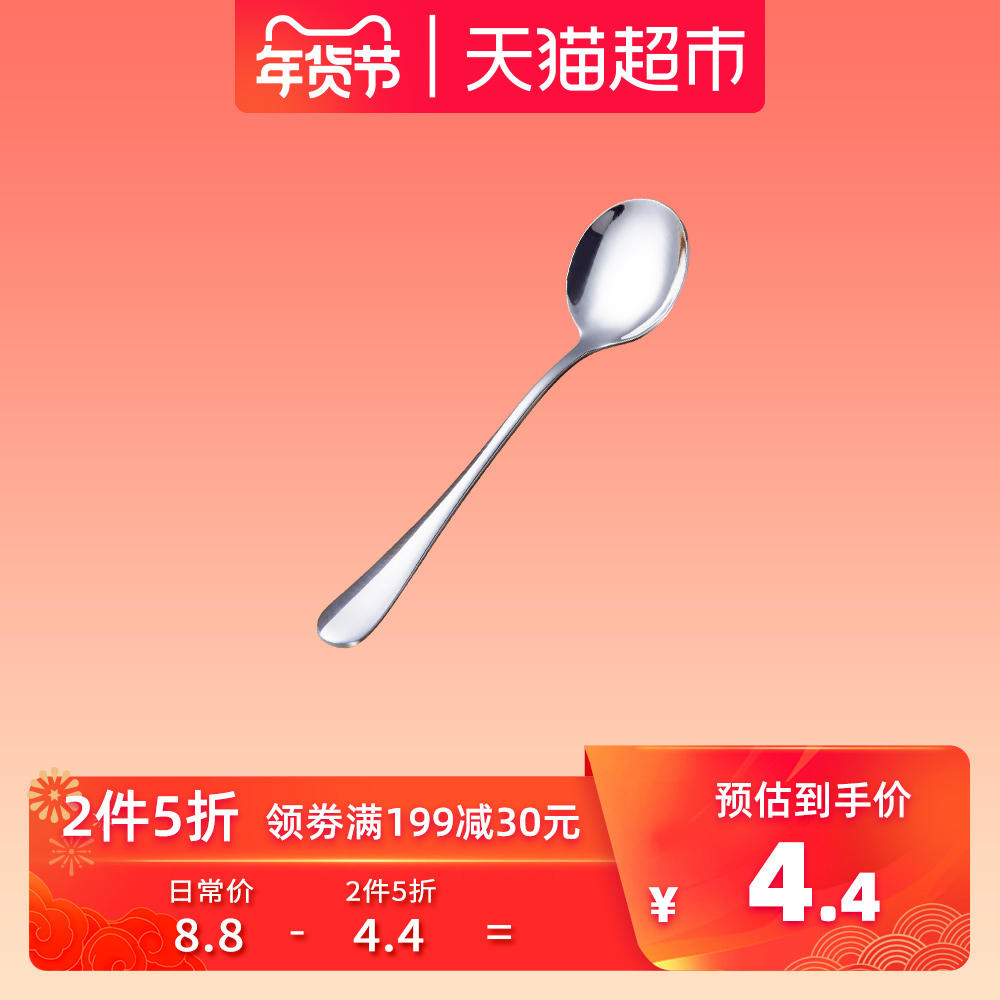 年货节 | 天猫超市
2件5折 领券满199减30元
预估到手价
日常价 2件5折
8.8 - 4.4 = ¥ 4.4